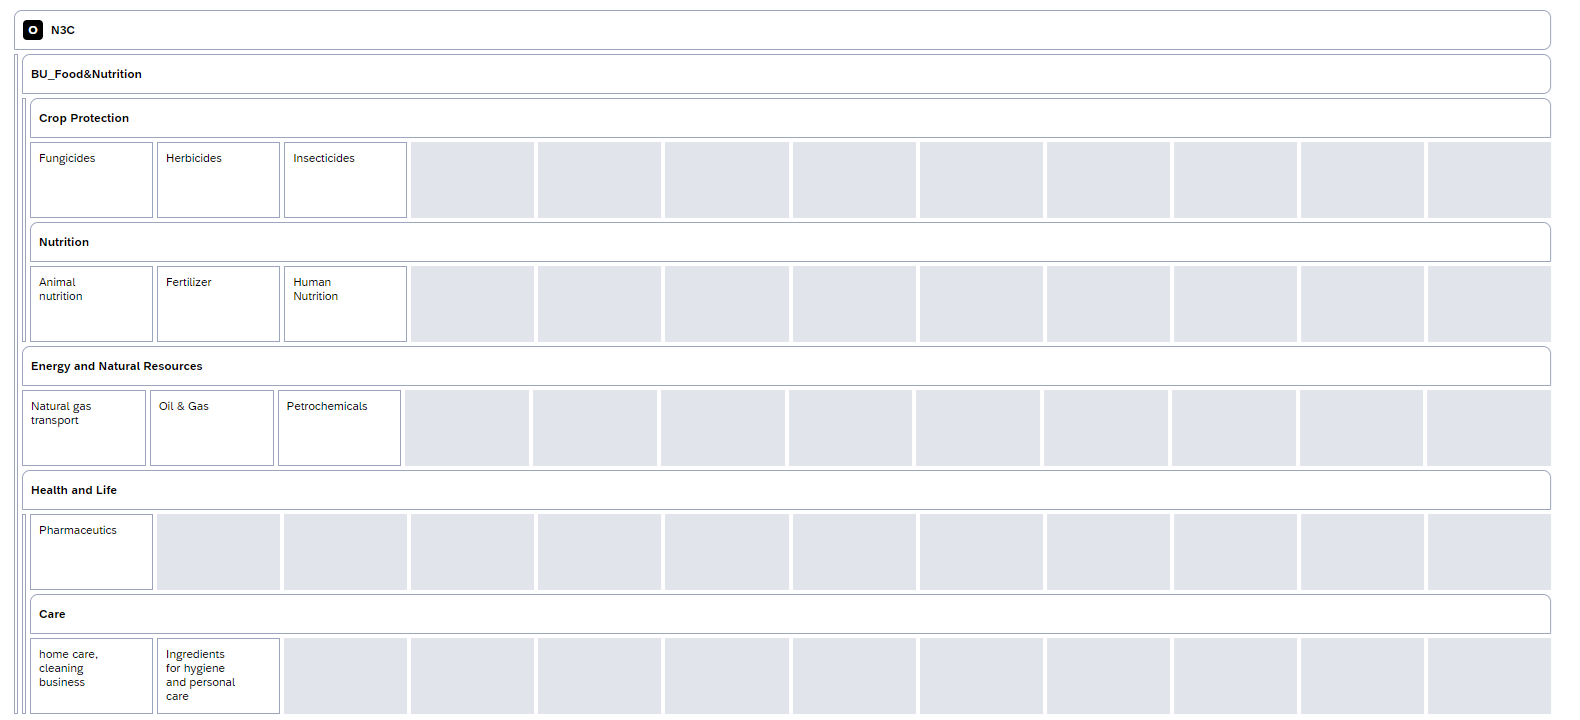 O N3C
BU_Food&Nutrition
Crop Protection
Fungicides
Herbicides
Insecticides
Nutrition
Animal
nutrition
Fertilizer
Human
Nutrition
Energy and Natural Resources
Natural gas
transport
Oil & Gas
Petrochemicals
Health and Life
Pharmaceutics
Care
home care,
cleaning
business
Ingredients
for hygiene
and personal
care